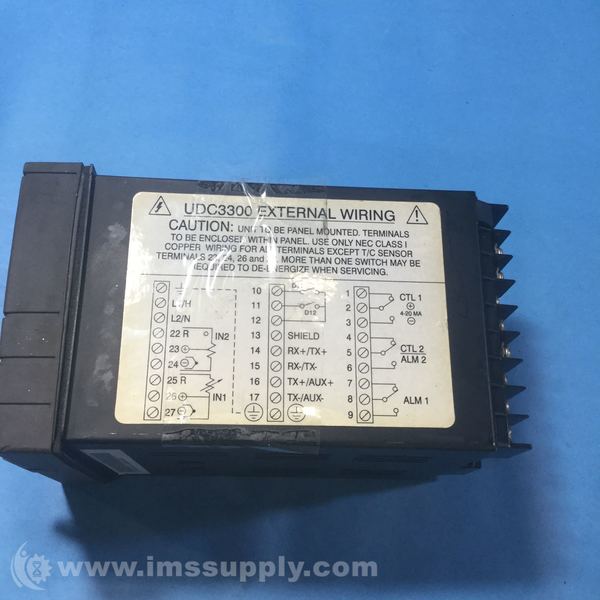 UDC3300 EXTERNAL WIRING
CAUTION: UNIT TO BE PANEL MOUNTED. TERMINALS
TO BE ENCLOSED WITHIN PANEL. USE ONLY NEC CLASS I
COPPER WIRING FOR ALL TERMINALS EXCEPT T/C SENSOR
TERMINALS 23, 24, 26 and MORE THAN ONE SWITCH MAY BE
REQUIRED TO DE-ENERGIZE WHEN SERVICING.
L1/H
L2/N
22 R
23 +
24 -
25 R
26 +
27 -
IN2
IN1
10
11
12
13 SHIELD
14 RX+/TX+
15 RX-/TX-
16 TX+/AUX+
17 TX-/AUX-
D12
1
2
3
4
5
6
7
8
9
CTL 1
+
4-20 MA
-
CTL 2
ALM 2
ALM 1
© www.imssupply.com